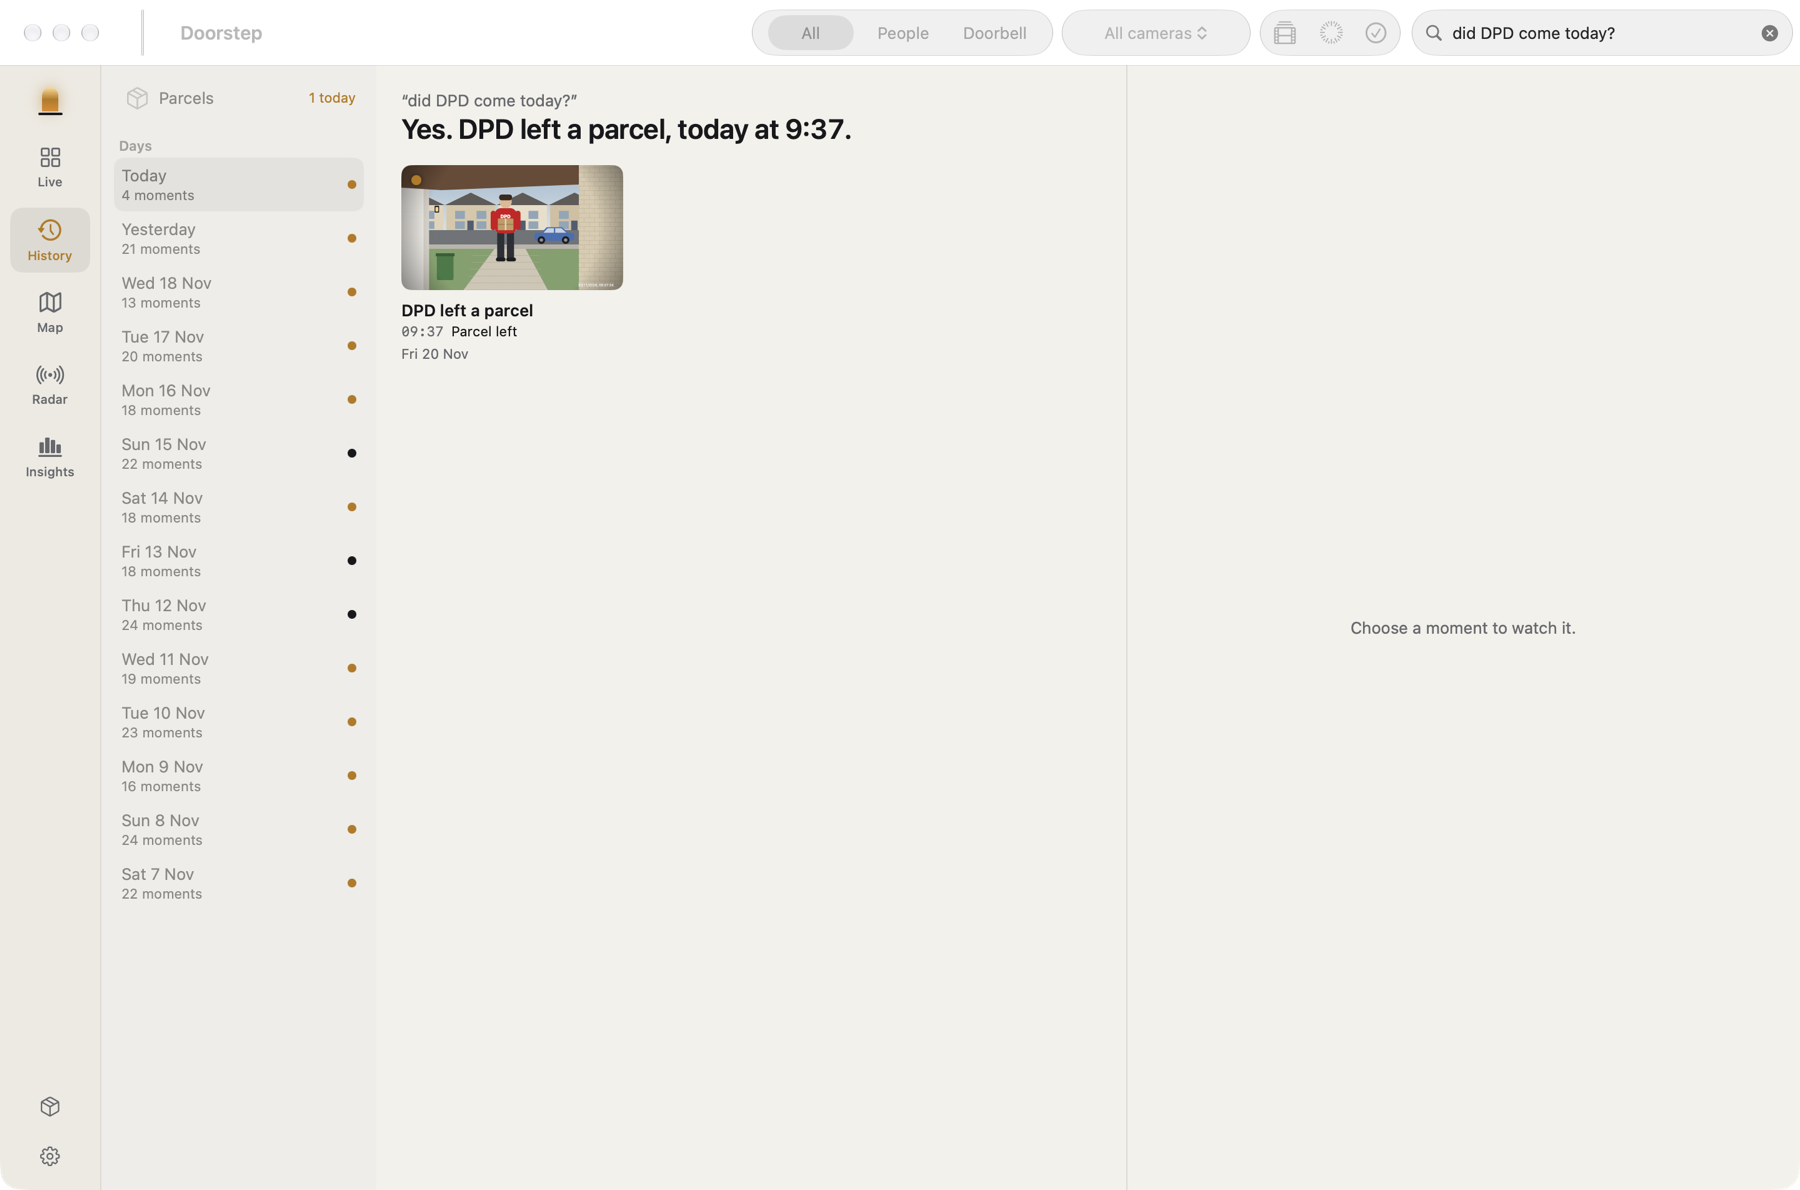 Doorstep
All
People
Doorbell
All cameras
did DPD come today?
Live
History
Map
Radar
Insights
Parcels
1 today
Days
Today
4 moments
Yesterday
21 moments
Wed 18 Nov
13 moments
Tue 17 Nov
20 moments
Mon 16 Nov
18 moments
Sun 15 Nov
22 moments
Sat 14 Nov
18 moments
Fri 13 Nov
18 moments
Thu 12 Nov
24 moments
Wed 11 Nov
19 moments
Tue 10 Nov
23 moments
Mon 9 Nov
16 moments
Sun 8 Nov
24 moments
Sat 7 Nov
22 moments
“did DPD come today?”
Yes. DPD left a parcel, today at 9:37.
DPD
DPD left a parcel
09:37 Parcel left
Fri 20 Nov
Choose a moment to watch it.